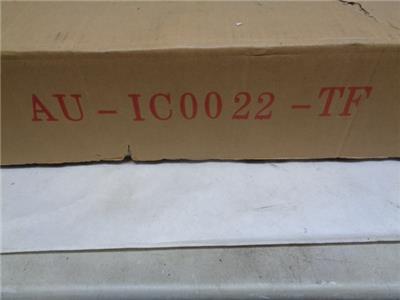 AU - IC0022 - TF